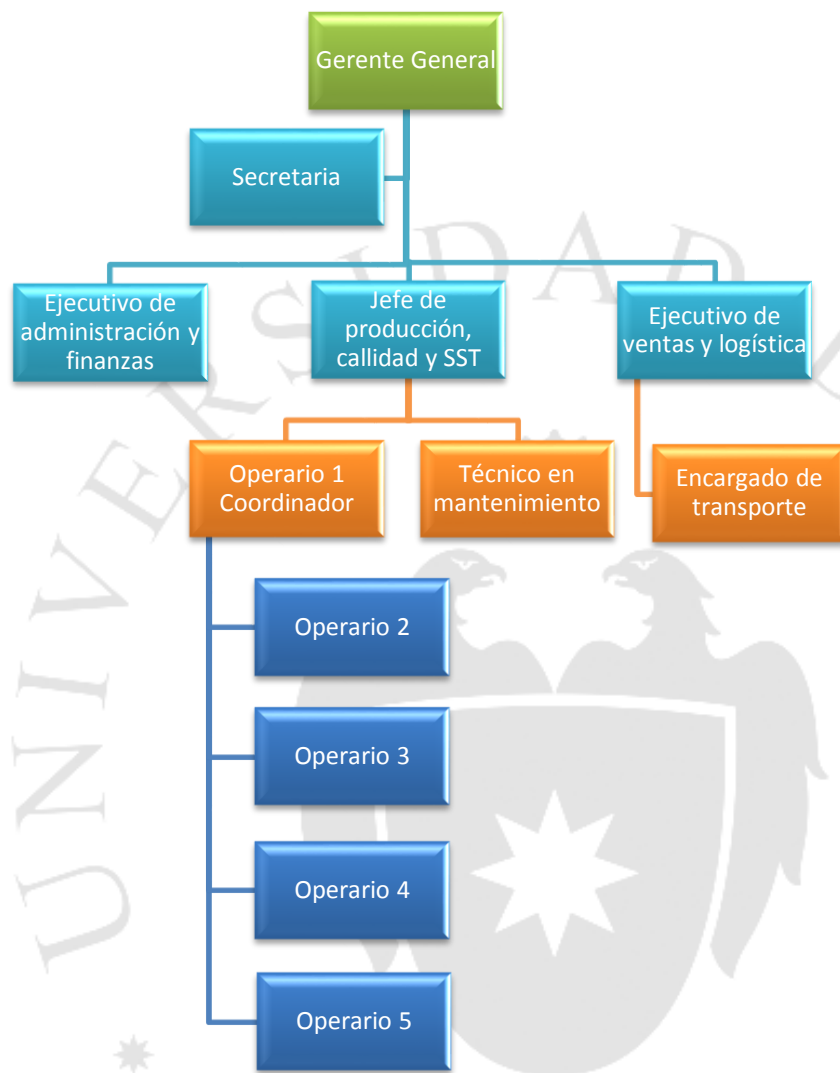 Gerente General
Secretaria
Ejecutivo de
administración y
finanzas
Jefe de
producción,
callidad y SST
Ejecutivo de
ventas y logística
Operario 1
Coordinador
Técnico en
mantenimiento
Encargado de
transporte
Operario 2
Operario 3
Operario 4
Operario 5
UNIVERSIDAD